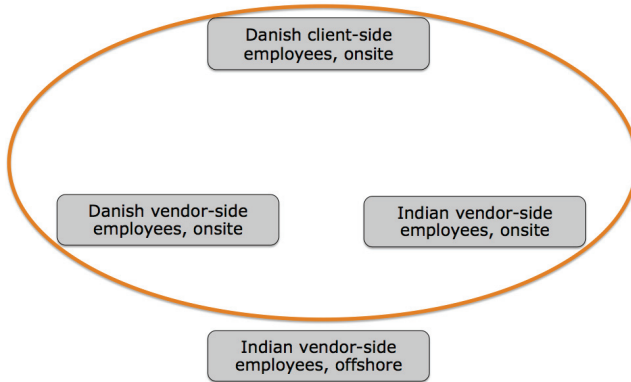 Danish client-side
employees, onsite
Danish vendor-side
employees, onsite
Indian vendor-side
employees, onsite
Indian vendor-side
employees, offshore